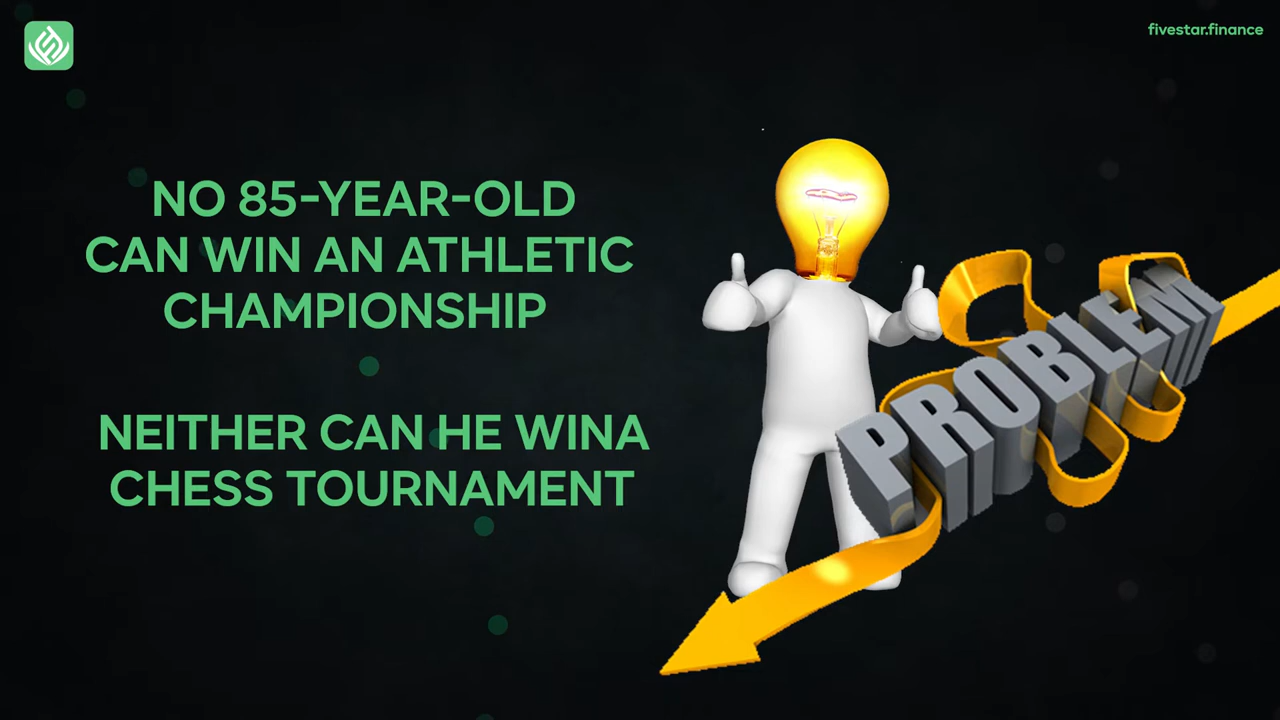 fivestar.finance
NO 85-YEAR-OLD
CAN WIN AN ATHLETIC
CHAMPIONSHIP
NEITHER CAN HE WINA
CHESS TOURNAMENT
PROBLEM